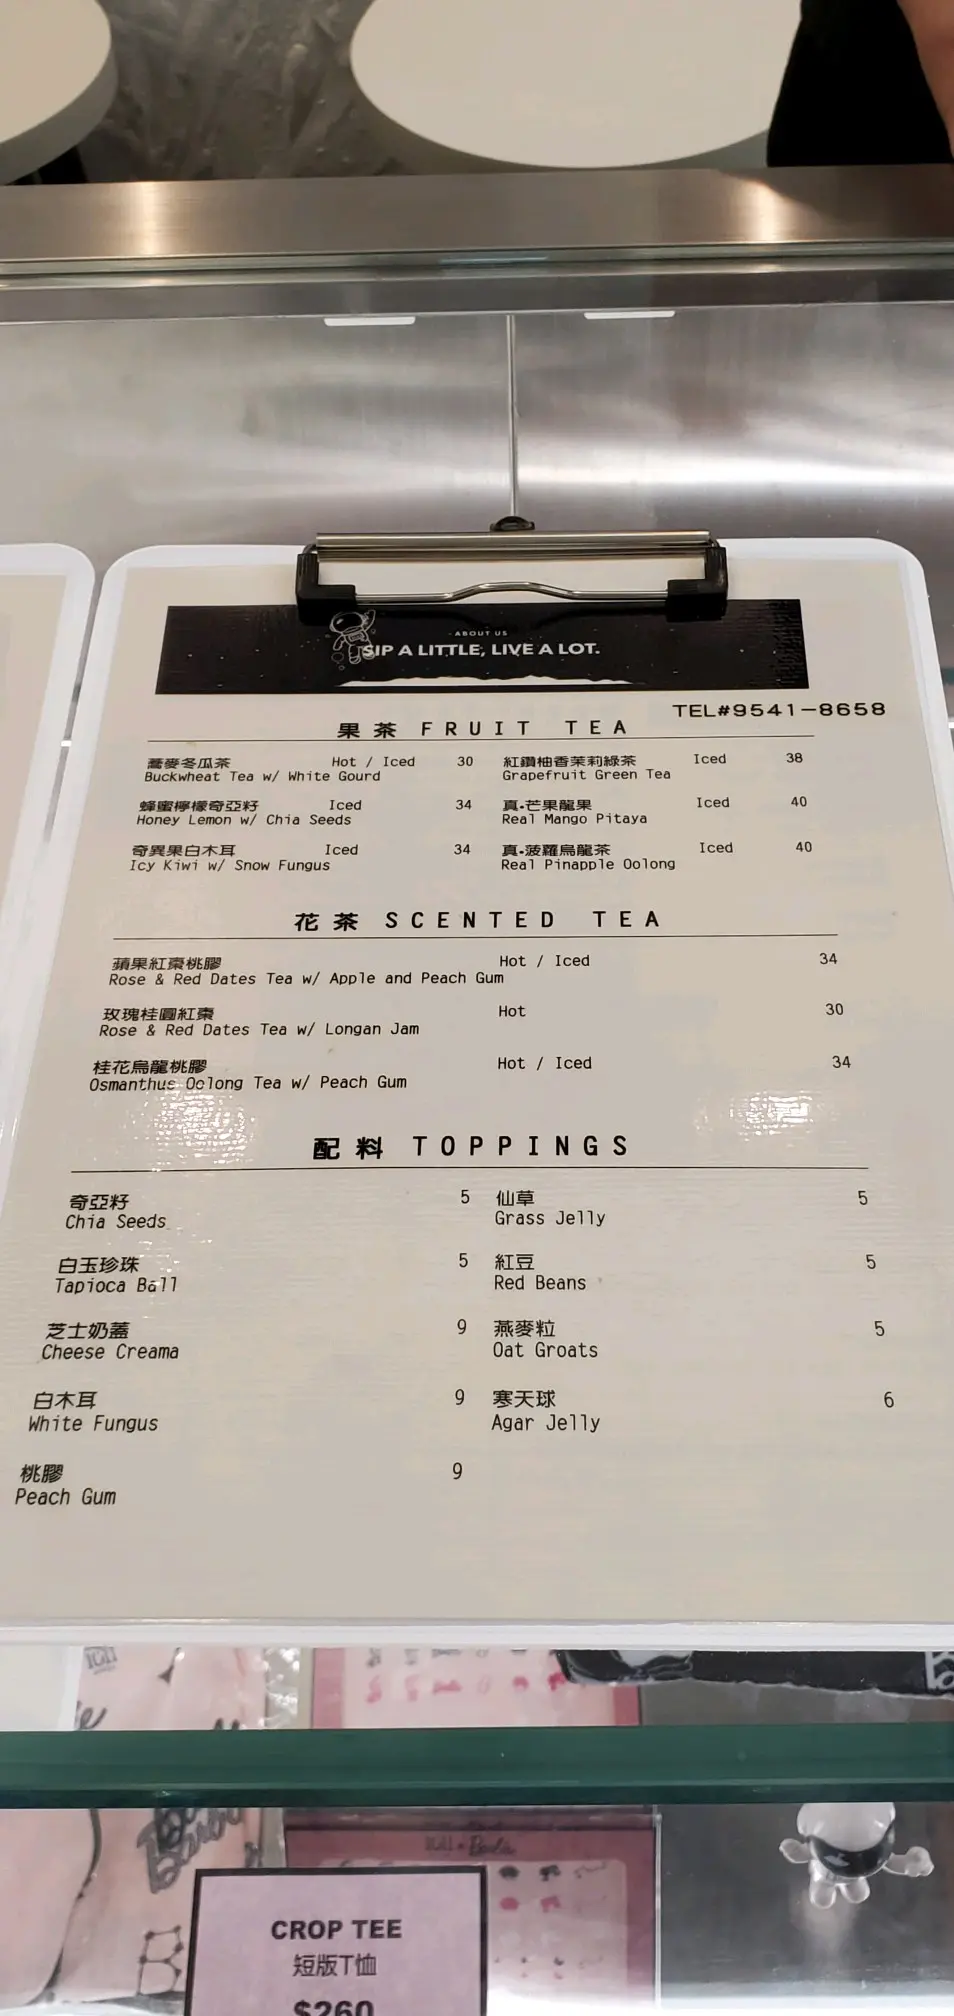 ABOUT US
SIP A LITTLE, LIVE A LOT.
TEL#9541-8658
果茶 FRUIT TEA
蕎麥冬瓜茶 Hot / Iced 30
Buckwheat Tea w/ White Gourd
紅鑽柚香茉莉綠茶 Iced 38
Grapefruit Green Tea
蜂蜜檸檬奇亞籽 Iced 34
Honey Lemon w/ Chia Seeds
真·芒果龍果 Iced 40
Real Mango Pitaya
奇異果白木耳 Iced 34
Icy Kiwi w/ Snow Fungus
真·菠蘿烏龍茶 Iced 40
Real Pinapple Oolong
花茶 SCENTED TEA
蘋果紅棗桃膠 Hot / Iced 34
Rose & Red Dates Tea w/ Apple and Peach Gum
玫瑰桂圓紅棗 Hot 30
Rose & Red Dates Tea w/ Longan Jam
桂花烏龍桃膠 Hot / Iced 34
Osmanthus Oolong Tea w/ Peach Gum
配料 TOPPINGS
奇亞籽 5
Chia Seeds
仙草 5
Grass Jelly
白玉珍珠 5
Tapioca Ball
紅豆 5
Red Beans
芝士奶蓋 9
Cheese Creama
燕麥粒 5
Oat Groats
白木耳 9
White Fungus
寒天球 6
Agar Jelly
桃膠 9
Peach Gum
CROP TEE
短版T恤
$260